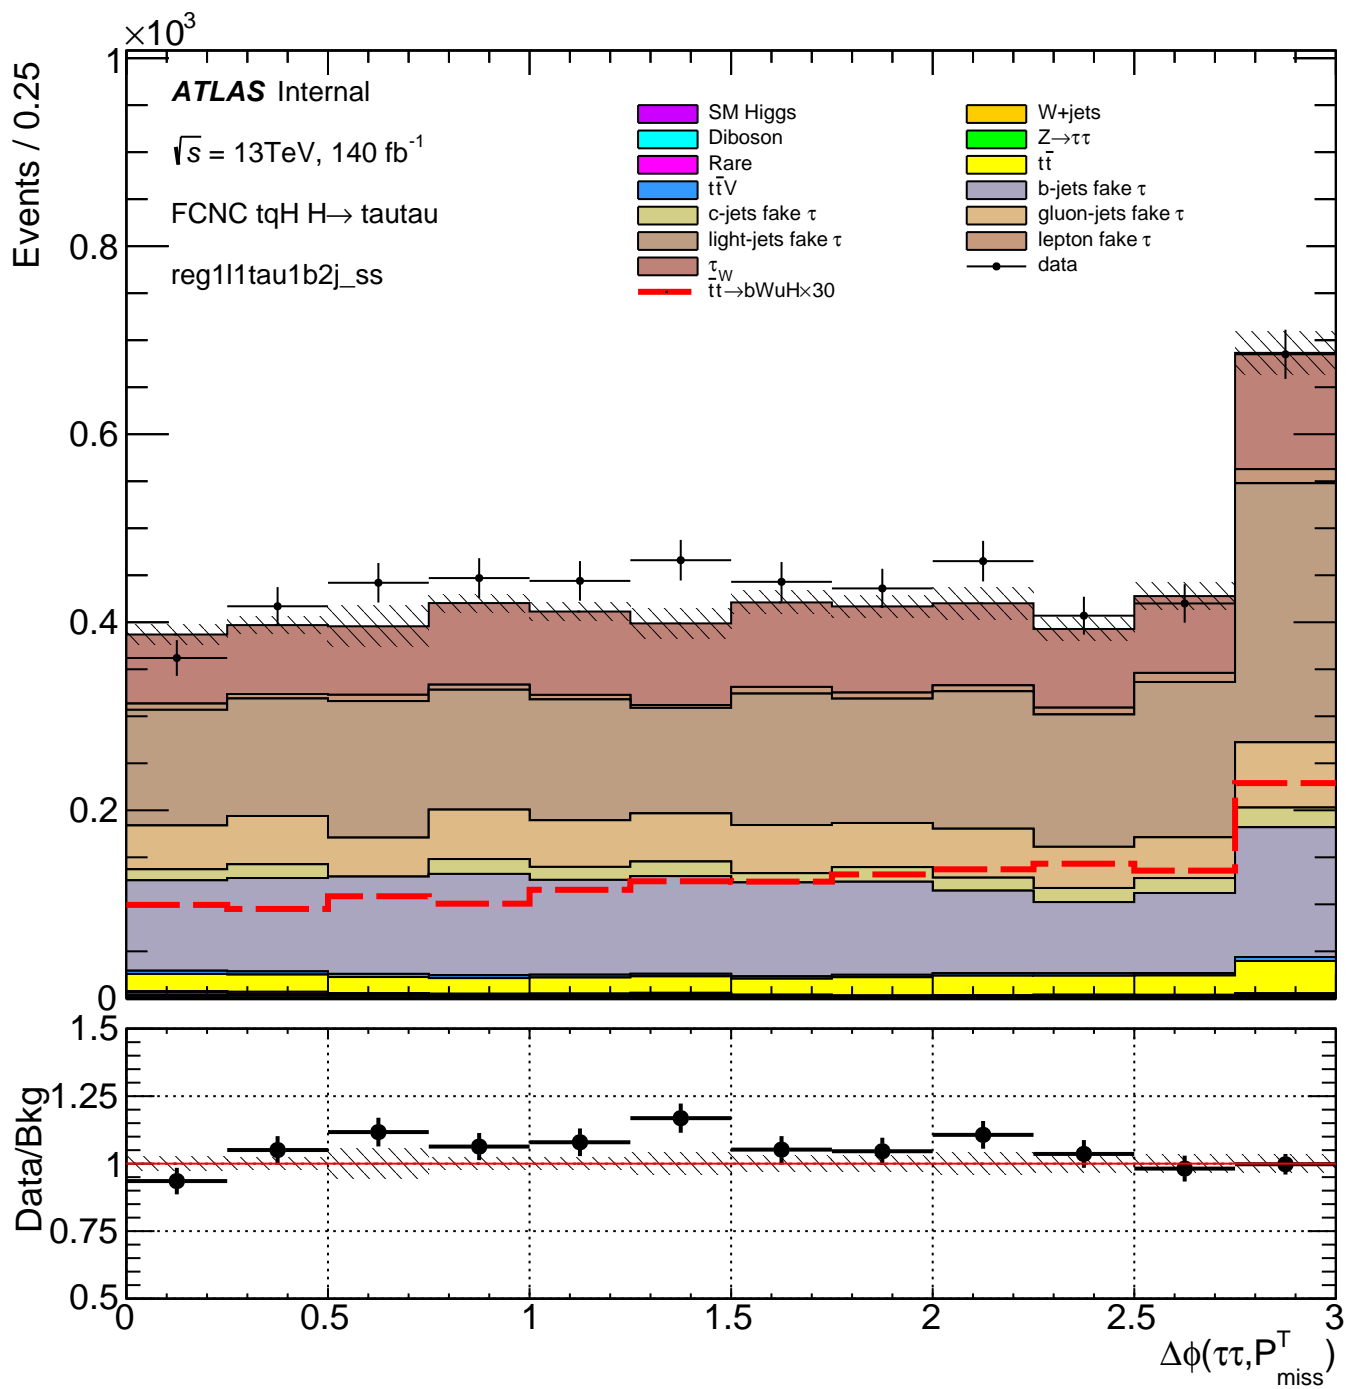 ×10³
1
0.8
0.6
0.4
0.2
0
Events / 0.25
ATLAS Internal
√s = 13TeV, 140 fb⁻¹
FCNC tqH H→ tautau
reg1l1tau1b2j_ss
SM Higgs
Diboson
Rare
tt̄V
c-jets fake τ
light-jets fake τ
τ_W
t̄t→bWuH×30
W+jets
Z→ττ
tt̄
b-jets fake τ
gluon-jets fake τ
lepton fake τ
data
1.5
1.25
1
0.75
0.5
Data/Bkg
0 0.5 1 1.5 2 2.5 3
Δϕ(ττ,P^T_miss)